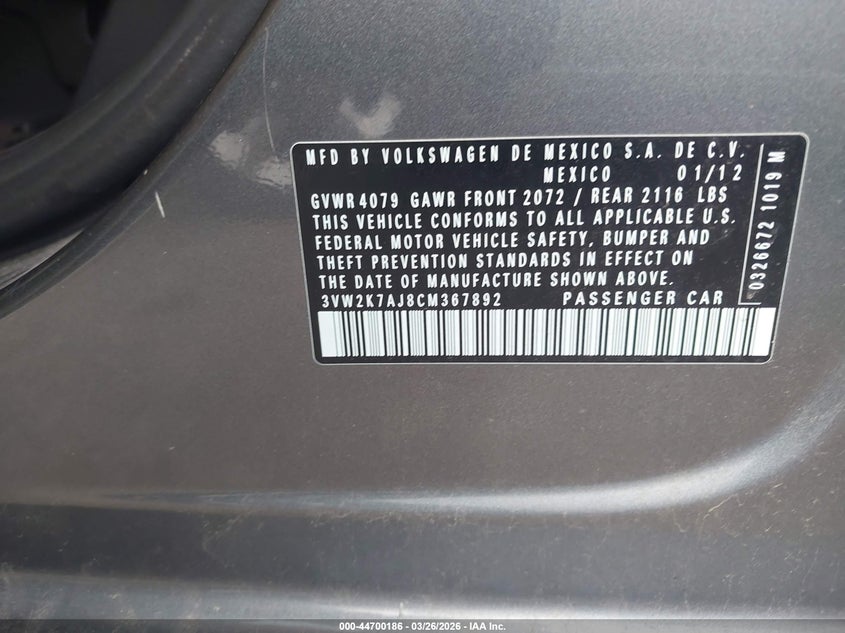 MFD BY VOLKSWAGEN DE MEXICO S.A. DE C.V.
MEXICO 01/12
GVWR 4079 GAWR FRONT 2072 / REAR 2116 LBS
THIS VEHICLE CONFORMS TO ALL APPLICABLE U.S.
FEDERAL MOTOR VEHICLE SAFETY, BUMPER AND
THEFT PREVENTION STANDARDS IN EFFECT ON
THE DATE OF MANUFACTURE SHOWN ABOVE.
3VW2K7AJ8CM367892 PASSENGER CAR
0326672 1019 M
000-44700186 | 03/26/2026 - IAA Inc.